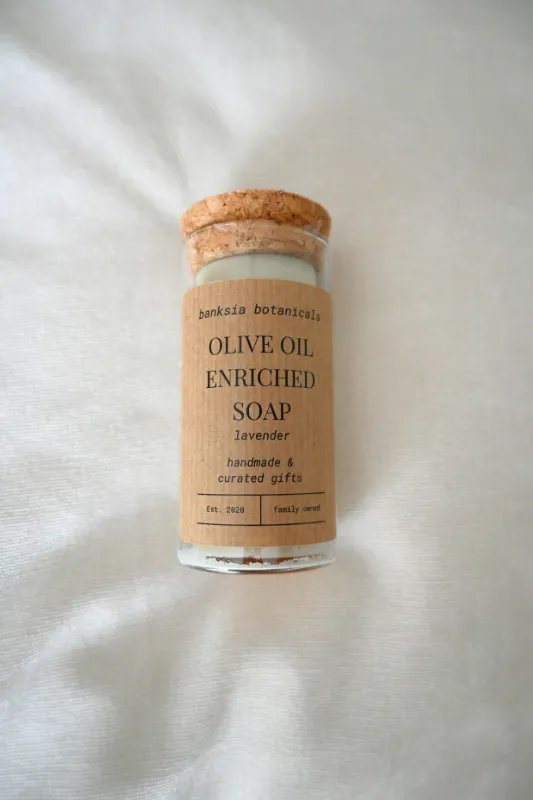 banksia botanicals
OLIVE OIL
ENRICHED
SOAP
lavender
handmade &
curated gifts
Est. 2020
family owned